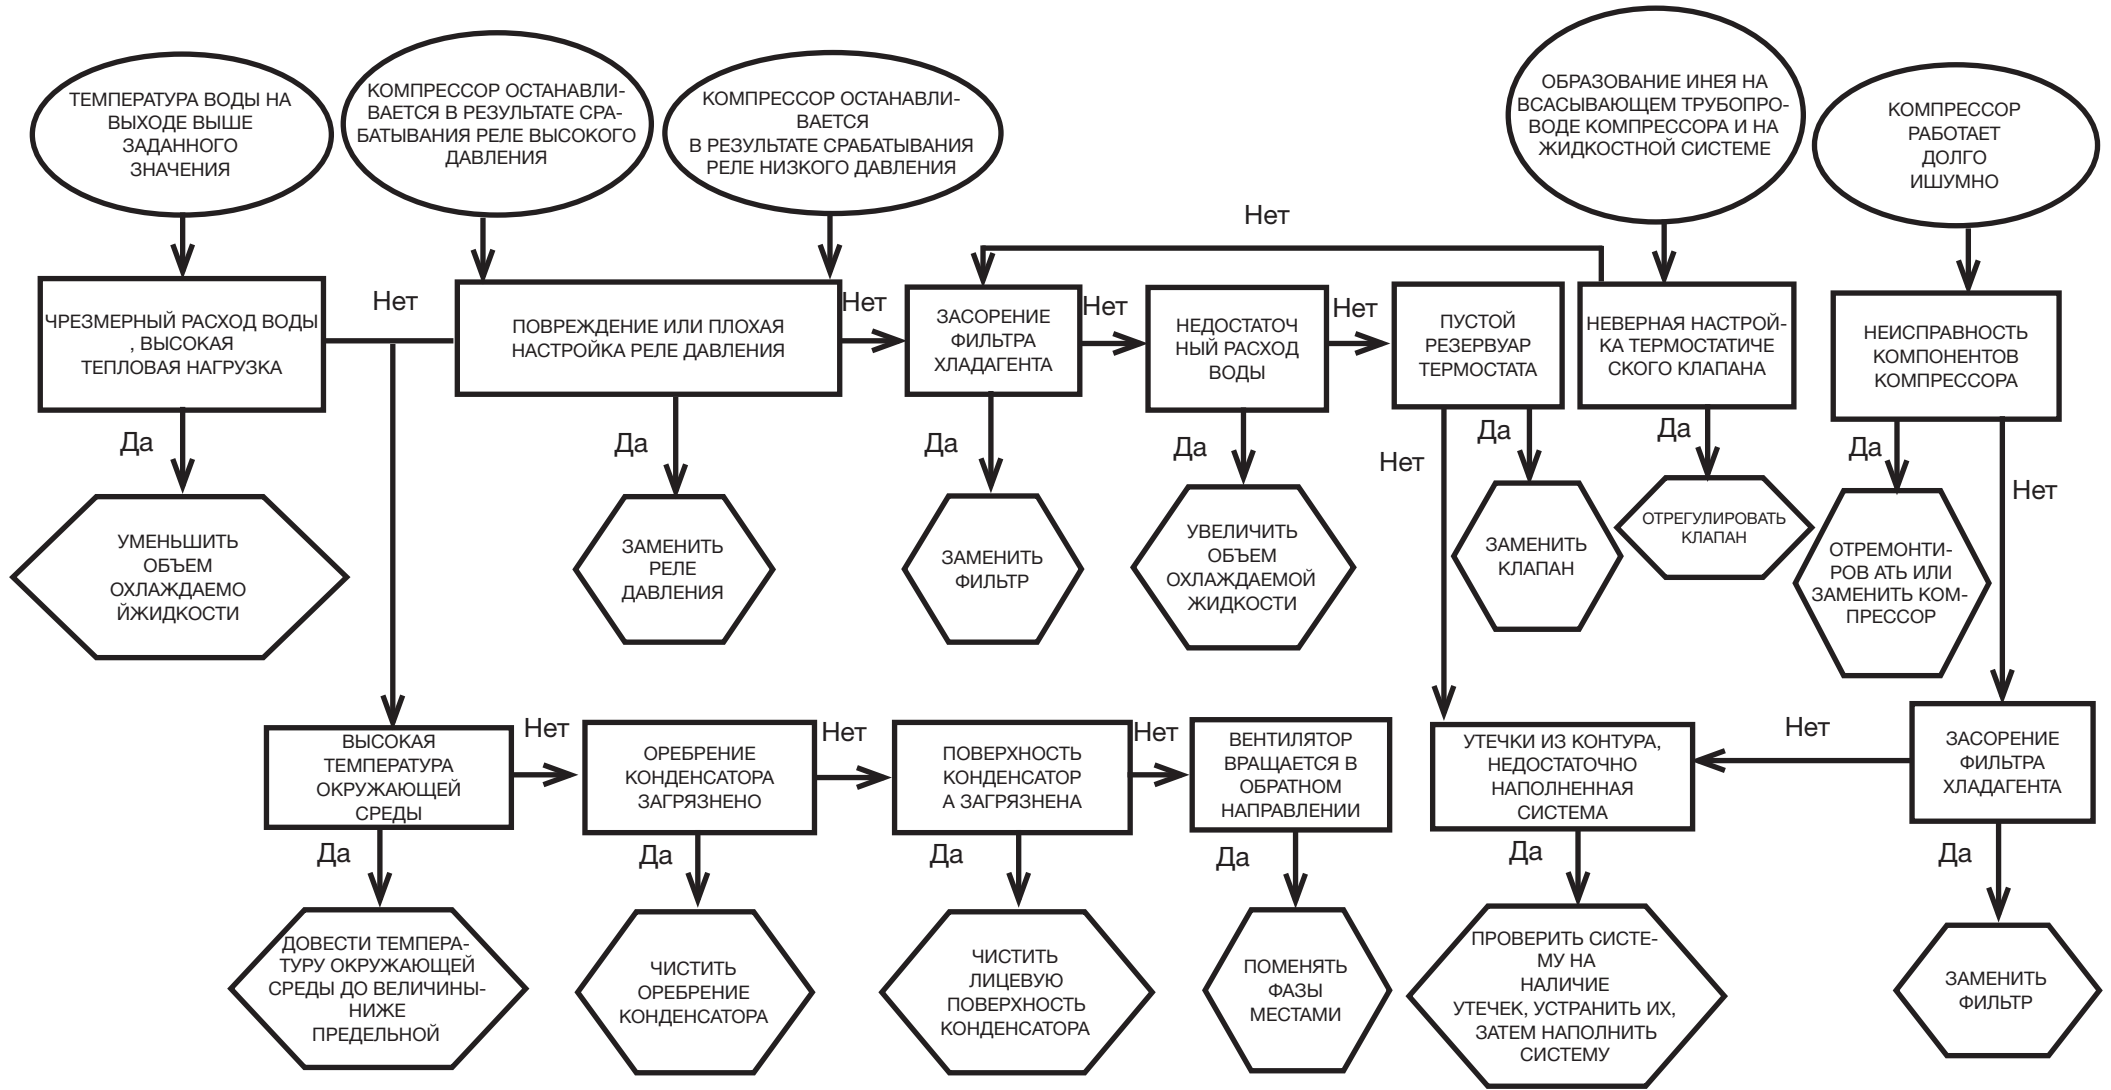 ТЕМПЕРАТУРА ВОДЫ НА
ВЫХОДЕ ВЫШЕ
ЗАДАННОГО
ЗНАЧЕНИЯ
КОМПРЕССОР ОСТАНАВЛИ-
ВАЕТСЯ В РЕЗУЛЬТАТЕ СРА-
БАТЫВАНИЯ РЕЛЕ ВЫСОКОГО
ДАВЛЕНИЯ
КОМПРЕССОР ОСТАНАВЛИ-
ВАЕТСЯ
В РЕЗУЛЬТАТЕ СРАБАТЫВАНИЯ
РЕЛЕ НИЗКОГО ДАВЛЕНИЯ
ОБРАЗОВАНИЕ ИНЕЯ НА
ВСАСЫВАЮЩЕМ ТРУБОПРО-
ВОДЕ КОМПРЕССОРА И НА
ЖИДКОСТНОЙ СИСТЕМЕ
КОМПРЕССОР
РАБОТАЕТ
ДОЛГО
ИШУМНО
Нет
ЧРЕЗМЕРНЫЙ РАСХОД ВОДЫ
, ВЫСОКАЯ
ТЕПЛОВАЯ НАГРУЗКА
Нет
ПОВРЕЖДЕНИЕ ИЛИ ПЛОХАЯ
НАСТРОЙКА РЕЛЕ ДАВЛЕНИЯ
Нет
ЗАСОРЕНИЕ
ФИЛЬТРА
ХЛАДАГЕНТА
Нет
НЕДОСТАТОЧ
НЫЙ РАСХОД
ВОДЫ
Нет
ПУСТОЙ
РЕЗЕРВУАР
ТЕРМОСТАТА
НЕВЕРНАЯ НАСТРОЙ-
КА ТЕРМОСТАТИЧЕ
СКОГО КЛАПАНА
НЕИСПРАВНОСТЬ
КОМПОНЕНТОВ
КОМПРЕССОРА
Да
Да
Да
Да
Нет
Да
Да
Да
Нет
УМЕНЬШИТЬ
ОБЪЕМ
ОХЛАЖДАЕМО
ЙЖИДКОСТИ
ЗАМЕНИТЬ
РЕЛЕ
ДАВЛЕНИЯ
ЗАМЕНИТЬ
ФИЛЬТР
УВЕЛИЧИТЬ
ОБЪЕМ
ОХЛАЖДАЕМОЙ
ЖИДКОСТИ
ЗАМЕНИТЬ
КЛАПАН
ОТРЕГУЛИРОВАТЬ
КЛАПАН
ОТРЕМОНТИ-
РОВ АТЬ ИЛИ
ЗАМЕНИТЬ КОМ-
ПРЕССОР
ВЫСОКАЯ
ТЕМПЕРАТУРА
ОКРУЖАЮЩЕЙ
СРЕДЫ
Нет
ОРЕБРЕНИЕ
КОНДЕНСАТОРА
ЗАГРЯЗНЕНО
Нет
ПОВЕРХНОСТЬ
КОНДЕНСАТОР
А ЗАГРЯЗНЕНА
Нет
ВЕНТИЛЯТОР
ВРАЩАЕТСЯ В
ОБРАТНОМ
НАПРАВЛЕНИИ
УТЕЧКИ ИЗ КОНТУРА,
НЕДОСТАТОЧНО
НАПОЛНЕННАЯ
СИСТЕМА
Нет
ЗАСОРЕНИЕ
ФИЛЬТРА
ХЛАДАГЕНТА
Да
Да
Да
Да
Да
Да
ДОВЕСТИ ТЕМПЕРА-
ТУРУ ОКРУЖАЮЩЕЙ
СРЕДЫ ДО ВЕЛИЧИНЫ-
НИЖЕ
ПРЕДЕЛЬНОЙ
ЧИСТИТЬ
ОРЕБРЕНИЕ
КОНДЕНСАТОРА
ЧИСТИТЬ
ЛИЦЕВУЮ
ПОВЕРХНОСТЬ
КОНДЕНСАТОРА
ПОМЕНЯТЬ
ФАЗЫ
МЕСТАМИ
ПРОВЕРИТЬ СИСТЕ-
МУ НА
НАЛИЧИЕ
УТЕЧЕК, УСТРАНИТЬ ИХ,
ЗАТЕМ НАПОЛНИТЬ
СИСТЕМУ
ЗАМЕНИТЬ
ФИЛЬТР